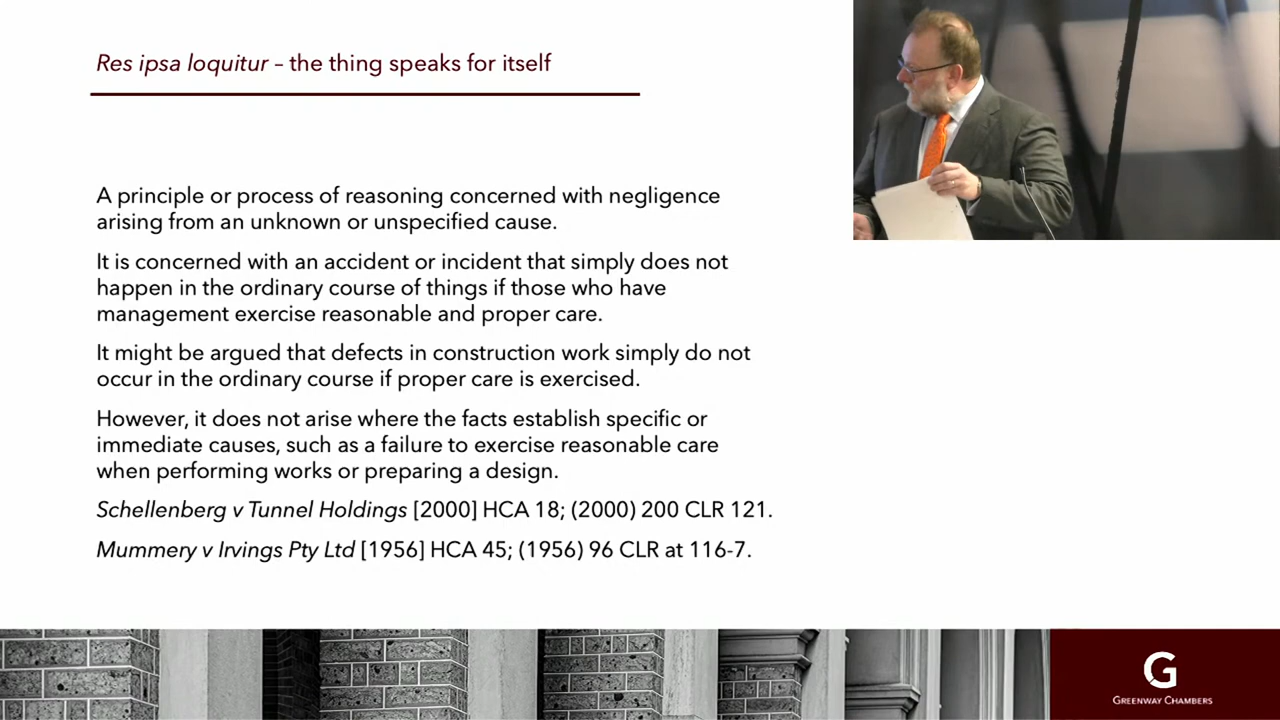 Res ipsa loquitur – the thing speaks for itself
A principle or process of reasoning concerned with negligence
arising from an unknown or unspecified cause.
It is concerned with an accident or incident that simply does not
happen in the ordinary course of things if those who have
management exercise reasonable and proper care.
It might be argued that defects in construction work simply do not
occur in the ordinary course if proper care is exercised.
However, it does not arise where the facts establish specific or
immediate causes, such as a failure to exercise reasonable care
when performing works or preparing a design.
Schellenberg v Tunnel Holdings [2000] HCA 18; (2000) 200 CLR 121.
Mummery v Irvings Pty Ltd [1956] HCA 45; (1956) 96 CLR at 116-7.
G
GREENWAY CHAMBERS